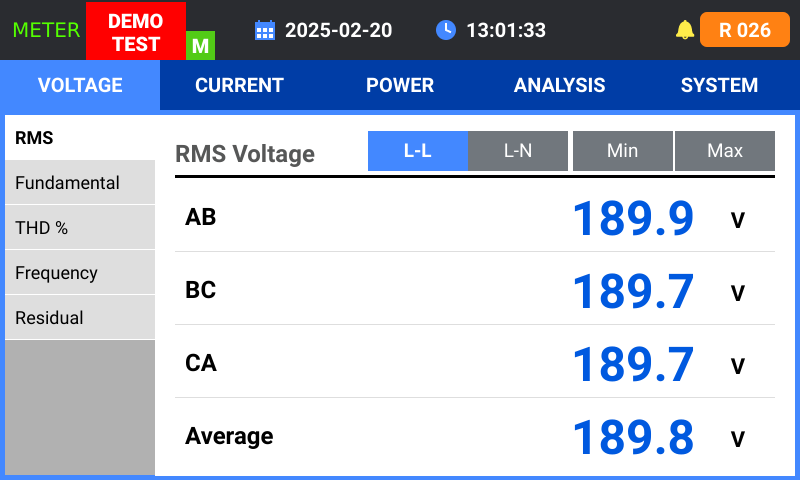 METER
DEMO
TEST
M
2025-02-20
13:01:33
R 026
VOLTAGE
CURRENT
POWER
ANALYSIS
SYSTEM
RMS
Fundamental
THD %
Frequency
Residual
RMS Voltage
L-L
L-N
Min
Max
AB 189.9 V
BC 189.7 V
CA 189.7 V
Average 189.8 V